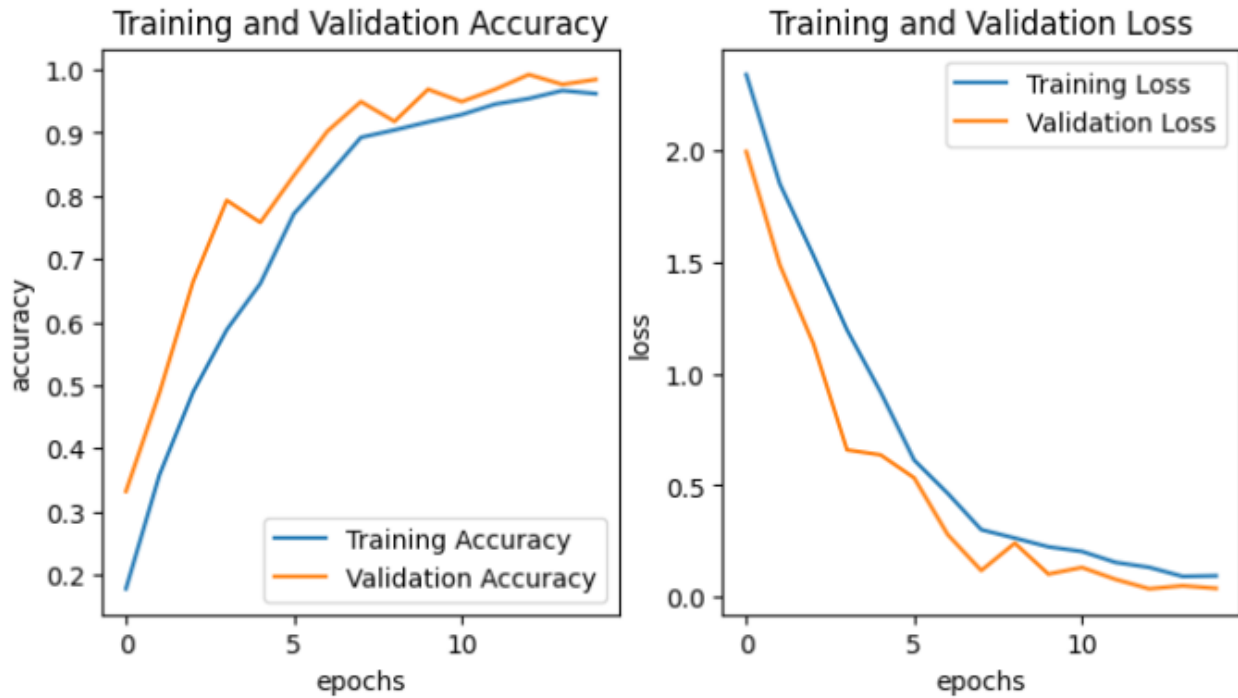 Training and Validation Accuracy
1.0
0.9
0.8
0.7
0.6
0.5
0.4
0.3
0.2
accuracy
Training Accuracy
Validation Accuracy
0 5 10
epochs
Training and Validation Loss
Training Loss
Validation Loss
2.0
1.5
1.0
0.5
0.0
loss
0 5 10
epochs